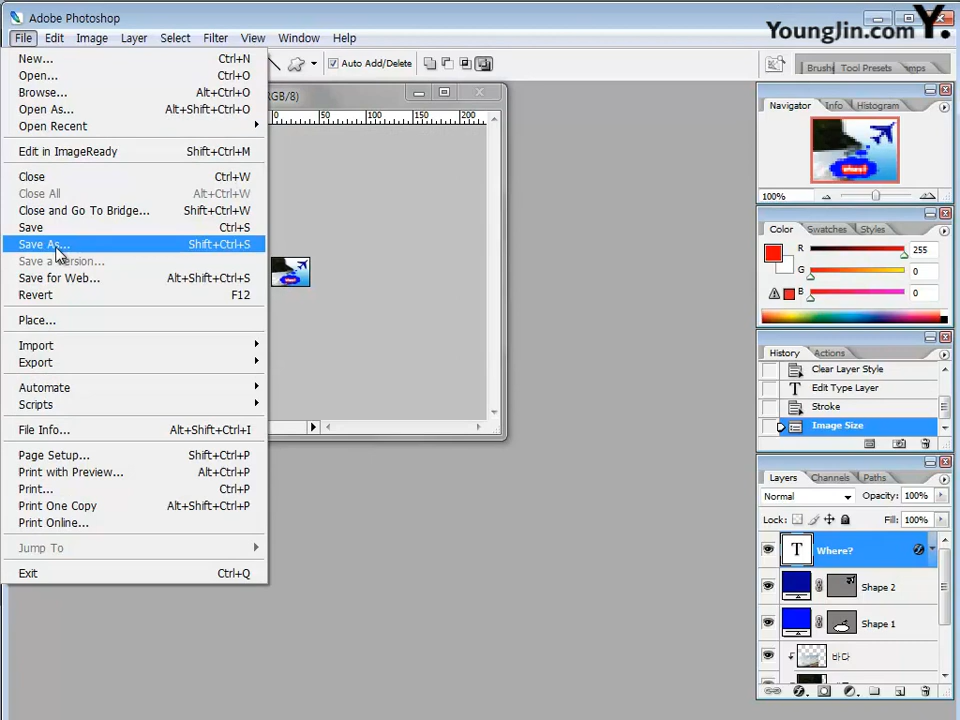 Adobe Photoshop
YoungJin.com Y.
File Edit Image Layer Select Filter View Window Help
New... Ctrl+N
Open... Ctrl+O
Browse... Alt+Ctrl+O
Open As... Alt+Shift+Ctrl+O
Open Recent
Edit in ImageReady Shift+Ctrl+M
Close Ctrl+W
Close All Alt+Ctrl+W
Close and Go To Bridge... Shift+Ctrl+W
Save Ctrl+S
Save As... Shift+Ctrl+S
Save a Version...
Save for Web... Alt+Shift+Ctrl+S
Revert F12
Place...
Import
Export
Automate
Scripts
File Info... Alt+Shift+Ctrl+I
Page Setup... Shift+Ctrl+P
Print with Preview... Alt+Ctrl+P
Print... Ctrl+P
Print One Copy Alt+Shift+Ctrl+P
Print Online...
Jump To
Exit Ctrl+Q
Auto Add/Delete
RGB/8)
0 50 100 150 200
Tool Presets
Navigator Info Histogram
100%
Color Swatches Styles
R 255
G 0
B 0
History Actions
Clear Layer Style
Edit Type Layer
Stroke
Image Size
Layers Channels Paths
Normal Opacity: 100%
Lock: Fill: 100%
T Where?
Shape 2
Shape 1
바다